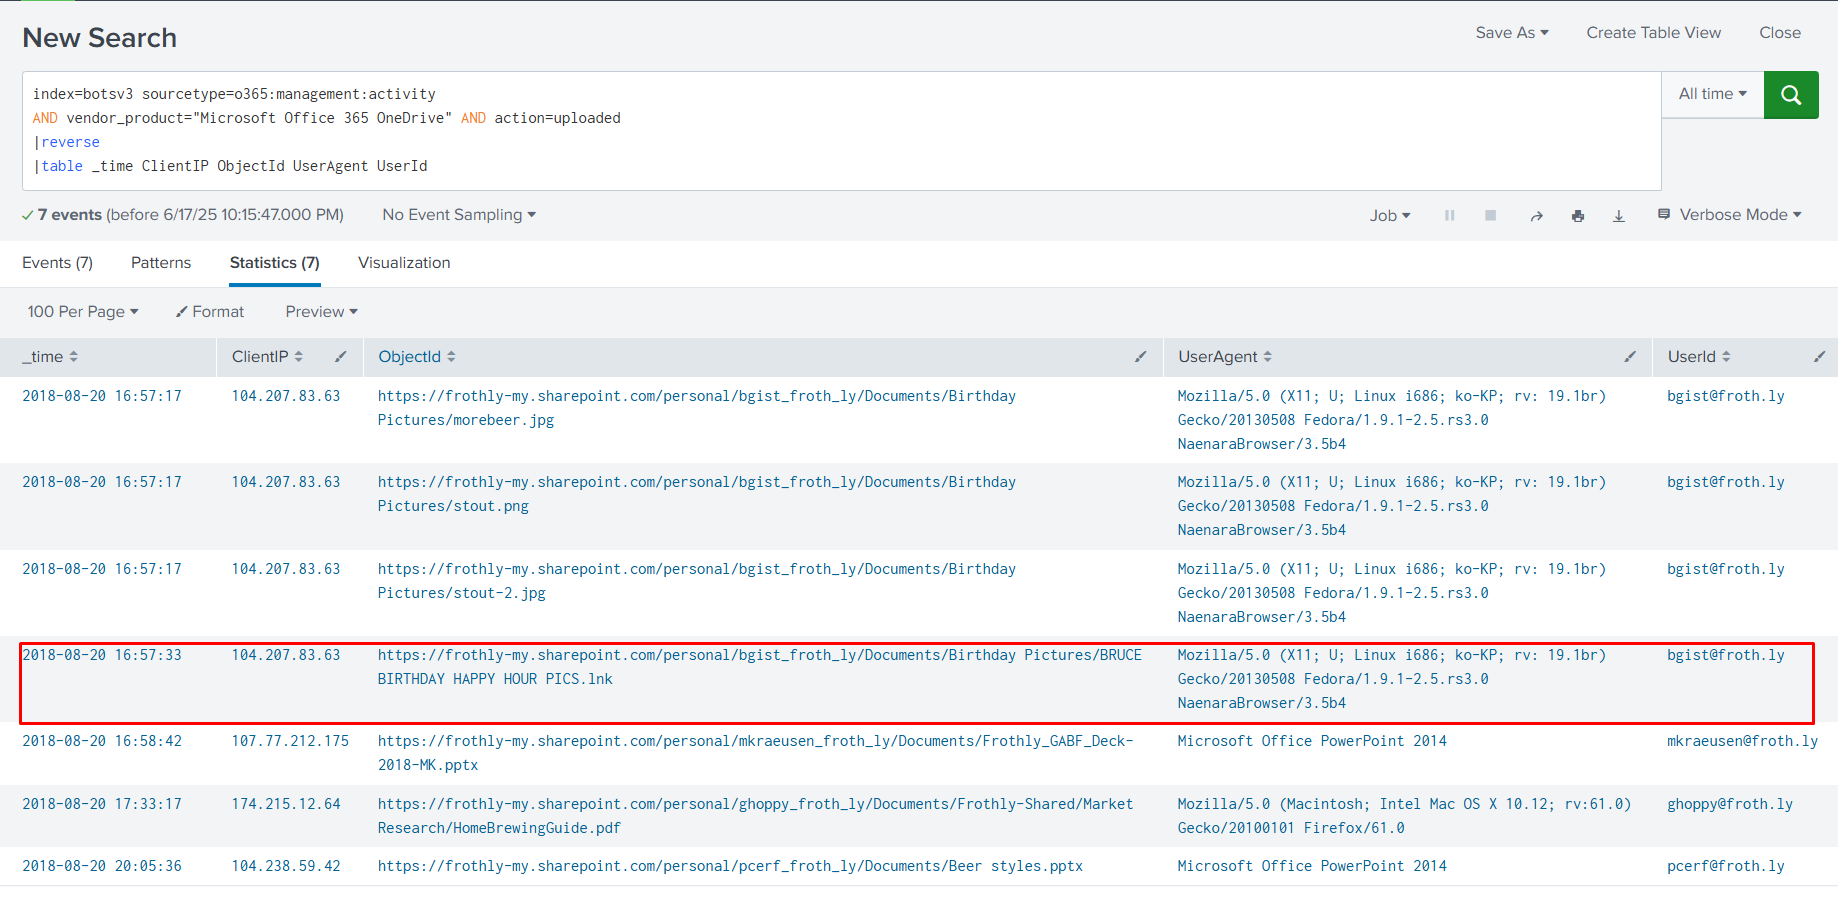 New Search
Save As
Create Table View
Close
index=botsv3 sourcetype=o365:management:activity
AND vendor_product="Microsoft Office 365 OneDrive" AND action=uploaded
|reverse
|table _time ClientIP ObjectId UserAgent UserId
All time
7 events (before 6/17/25 10:15:47.000 PM)
No Event Sampling
Job
Verbose Mode
Events (7)
Patterns
Statistics (7)
Visualization
100 Per Page
Format
Preview
_time
ClientIP
ObjectId
UserAgent
UserId
2018-08-20 16:57:17
104.207.83.63
https://frothly-my.sharepoint.com/personal/bgist_froth_ly/Documents/Birthday
Pictures/morebeer.jpg
Mozilla/5.0 (X11; U; Linux i686; ko-KP; rv: 19.1br)
Gecko/20130508 Fedora/1.9.1-2.5.rs3.0
NaenaraBrowser/3.5b4
bgist@froth.ly
2018-08-20 16:57:17
104.207.83.63
https://frothly-my.sharepoint.com/personal/bgist_froth_ly/Documents/Birthday
Pictures/stout.png
Mozilla/5.0 (X11; U; Linux i686; ko-KP; rv: 19.1br)
Gecko/20130508 Fedora/1.9.1-2.5.rs3.0
NaenaraBrowser/3.5b4
bgist@froth.ly
2018-08-20 16:57:17
104.207.83.63
https://frothly-my.sharepoint.com/personal/bgist_froth_ly/Documents/Birthday
Pictures/stout-2.jpg
Mozilla/5.0 (X11; U; Linux i686; ko-KP; rv: 19.1br)
Gecko/20130508 Fedora/1.9.1-2.5.rs3.0
NaenaraBrowser/3.5b4
bgist@froth.ly
2018-08-20 16:57:33
104.207.83.63
https://frothly-my.sharepoint.com/personal/bgist_froth_ly/Documents/Birthday Pictures/BRUCE
BIRTHDAY HAPPY HOUR PICS.lnk
Mozilla/5.0 (X11; U; Linux i686; ko-KP; rv: 19.1br)
Gecko/20130508 Fedora/1.9.1-2.5.rs3.0
NaenaraBrowser/3.5b4
bgist@froth.ly
2018-08-20 16:58:42
107.77.212.175
https://frothly-my.sharepoint.com/personal/mkraeusen_froth_ly/Documents/Frothly_GABF_Deck-
2018-MK.pptx
Microsoft Office PowerPoint 2014
mkraeusen@froth.ly
2018-08-20 17:33:17
174.215.12.64
https://frothly-my.sharepoint.com/personal/ghoppy_froth_ly/Documents/Frothly-Shared/Market
Research/HomeBrewingGuide.pdf
Mozilla/5.0 (Macintosh; Intel Mac OS X 10.12; rv:61.0)
Gecko/20100101 Firefox/61.0
ghoppy@froth.ly
2018-08-20 20:05:36
104.238.59.42
https://frothly-my.sharepoint.com/personal/pcerf_froth_ly/Documents/Beer styles.pptx
Microsoft Office PowerPoint 2014
pcerf@froth.ly